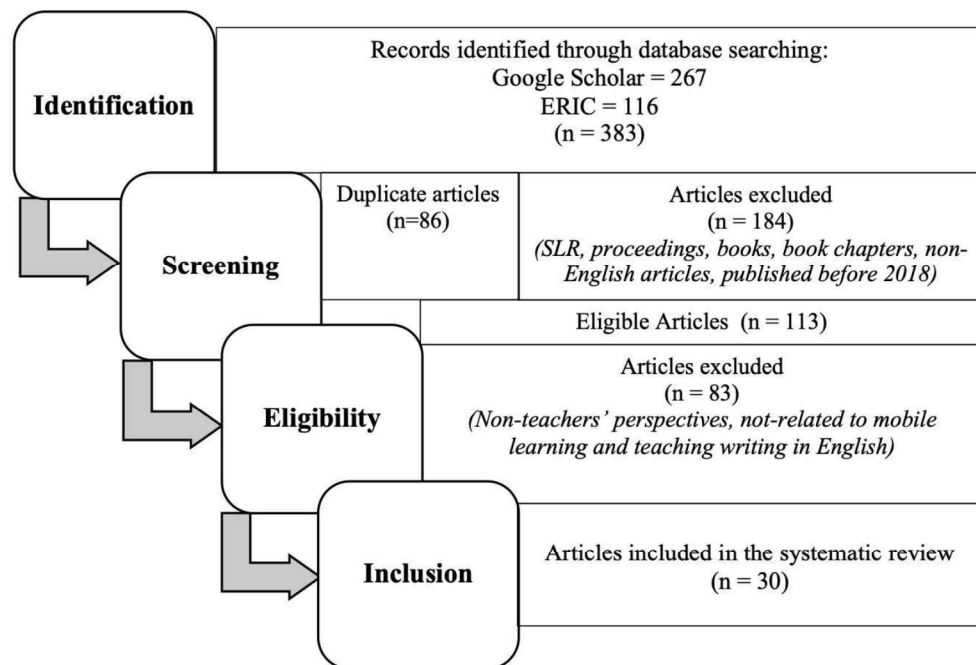 Identification
Records identified through database searching:
Google Scholar = 267
ERIC = 116
(n = 383)
Screening
Duplicate articles
(n=86)
Articles excluded
(n = 184)
(SLR, proceedings, books, book chapters, non-
English articles, published before 2018)
Eligibility
Eligible Articles (n = 113)
Articles excluded
(n = 83)
(Non-teachers’ perspectives, not-related to mobile
learning and teaching writing in English)
Inclusion
Articles included in the systematic review
(n = 30)